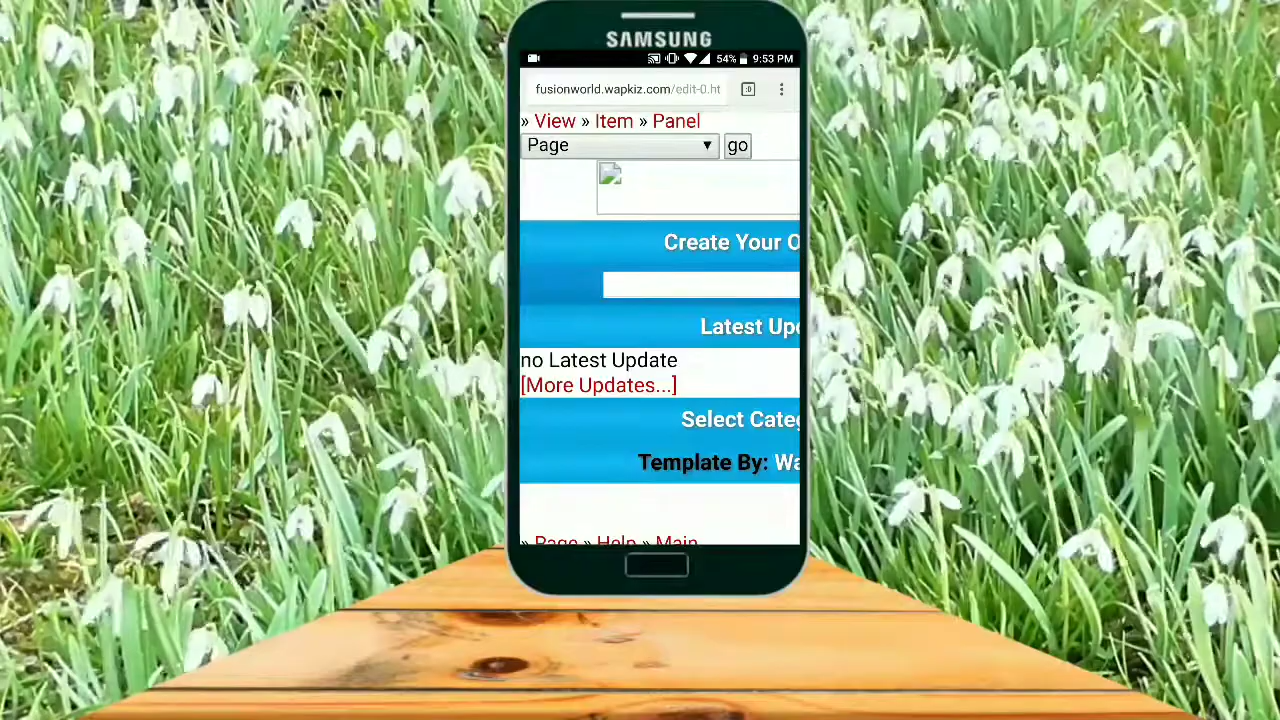 SAMSUNG
54% 9:53 PM
fusionworld.wapkiz.com/edit-0.ht
» View » Item » Panel
Page go
Create Your O
Latest Up
no Latest Update
[More Updates...]
Select Cate
Template By: Wa
» Page » Help » Main